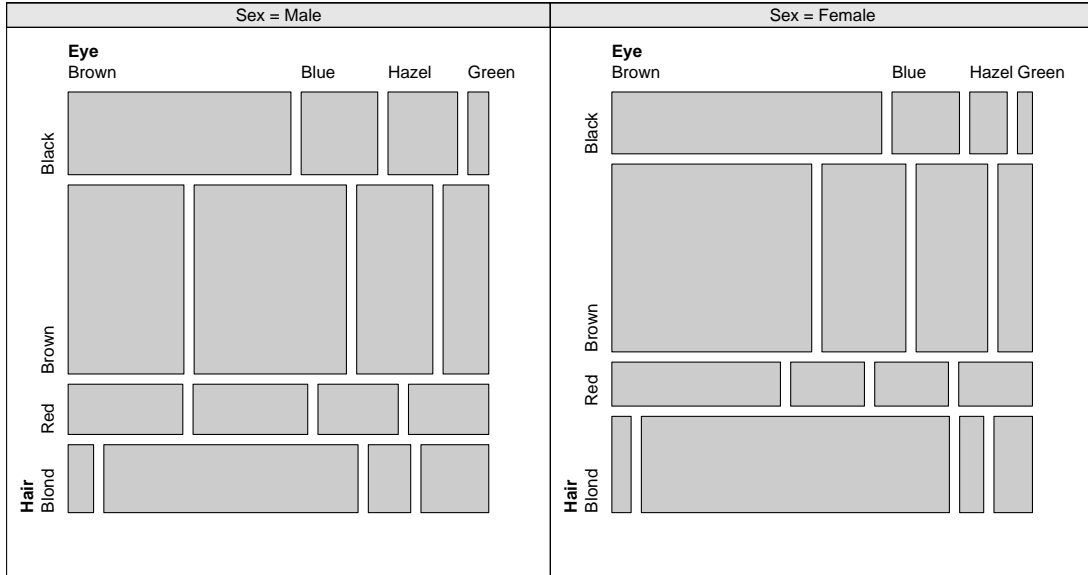 Sex = Male
Eye
Brown Blue Hazel Green
Black
Brown
Red
Blond
Hair
Sex = Female
Eye
Brown Blue Hazel Green
Black
Brown
Red
Blond
Hair